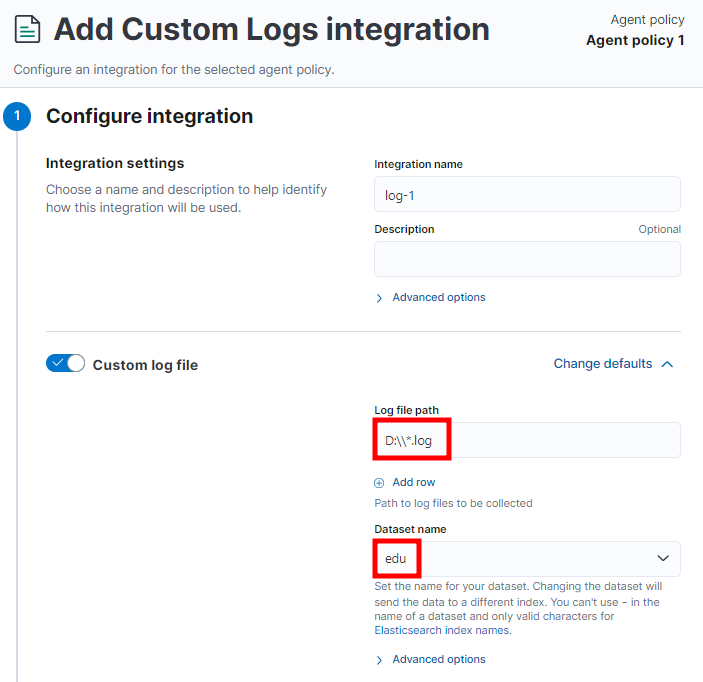 Add Custom Logs integration
Agent policy
Agent policy 1
Configure an integration for the selected agent policy.
1
Configure integration
Integration settings
Choose a name and description to help identify
how this integration will be used.
Integration name
log-1
Description
Optional
Advanced options
Custom log file
Change defaults
Log file path
D:\\*.log
Add row
Path to log files to be collected
Dataset name
edu
Set the name for your dataset. Changing the dataset will
send the data to a different index. You can't use - in the
name of a dataset and only valid characters for
Elasticsearch index names.
Advanced options